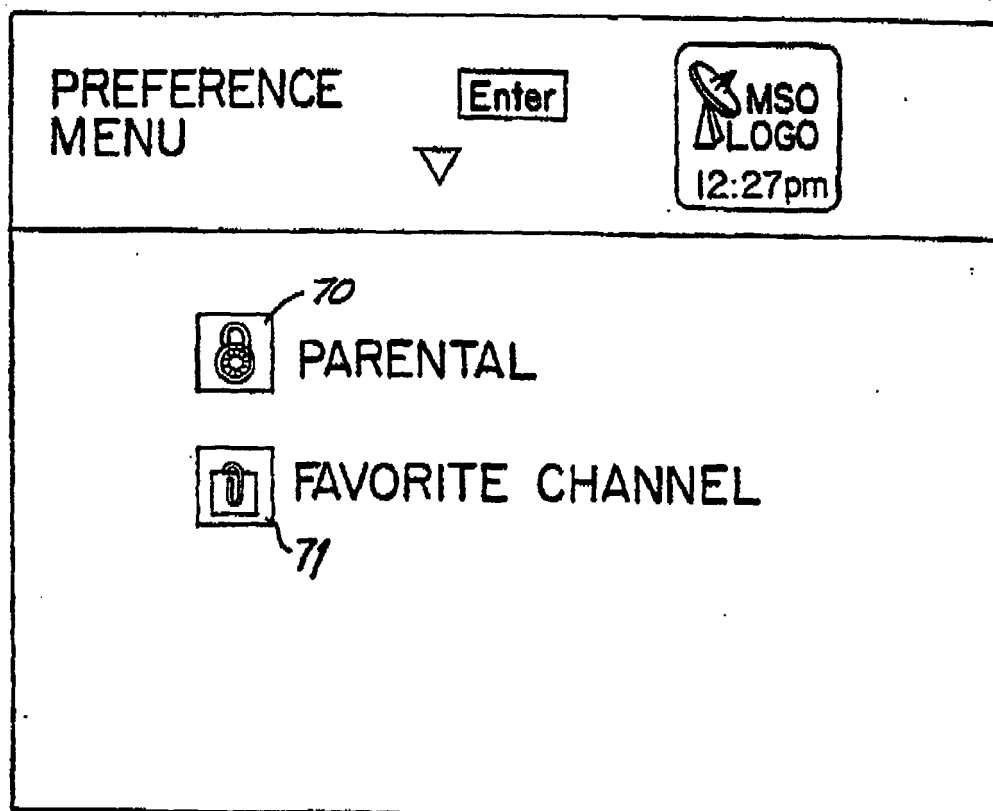 PREFERENCE
MENU
Enter
MSO
LOGO
12:27pm
70
PARENTAL
FAVORITE CHANNEL
71